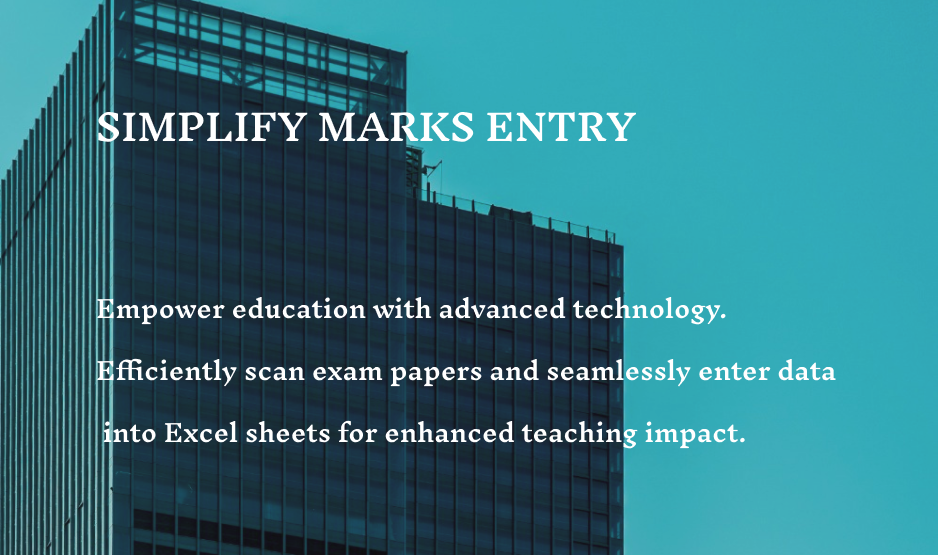 SIMPLIFY MARKS ENTRY
Empower education with advanced technology.
Efficiently scan exam papers and seamlessly enter data
into Excel sheets for enhanced teaching impact.